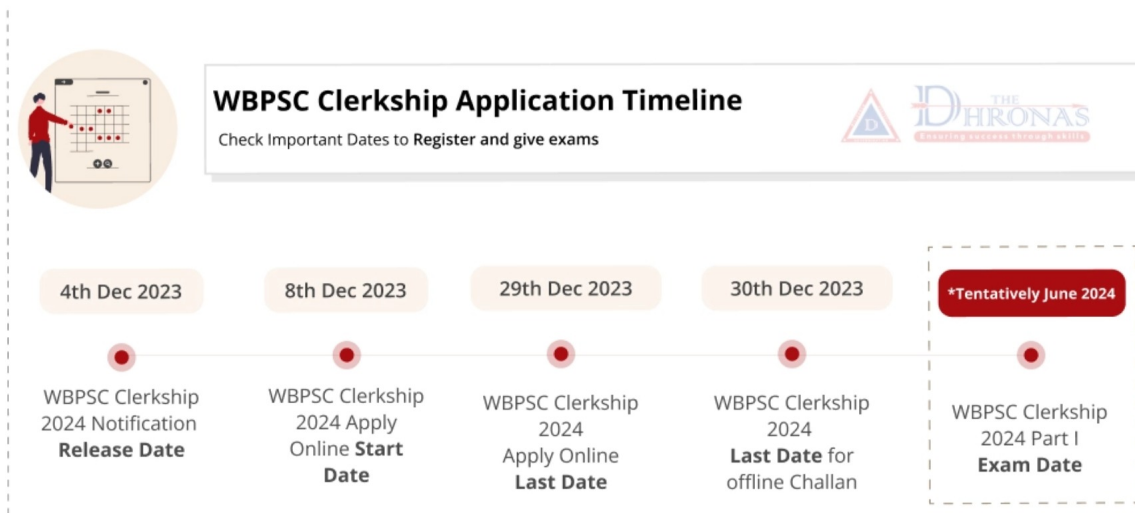 WBPSC Clerkship Application Timeline
Check Important Dates to Register and give exams
D
THE
DHRONAS
Ensuring success through skills
4th Dec 2023
WBPSC Clerkship
2024 Notification
Release Date
8th Dec 2023
WBPSC Clerkship
2024 Apply
Online Start
Date
29th Dec 2023
WBPSC Clerkship
2024
Apply Online
Last Date
30th Dec 2023
WBPSC Clerkship
2024
Last Date for
offline Challan
*Tentatively June 2024
WBPSC Clerkship
2024 Part I
Exam Date